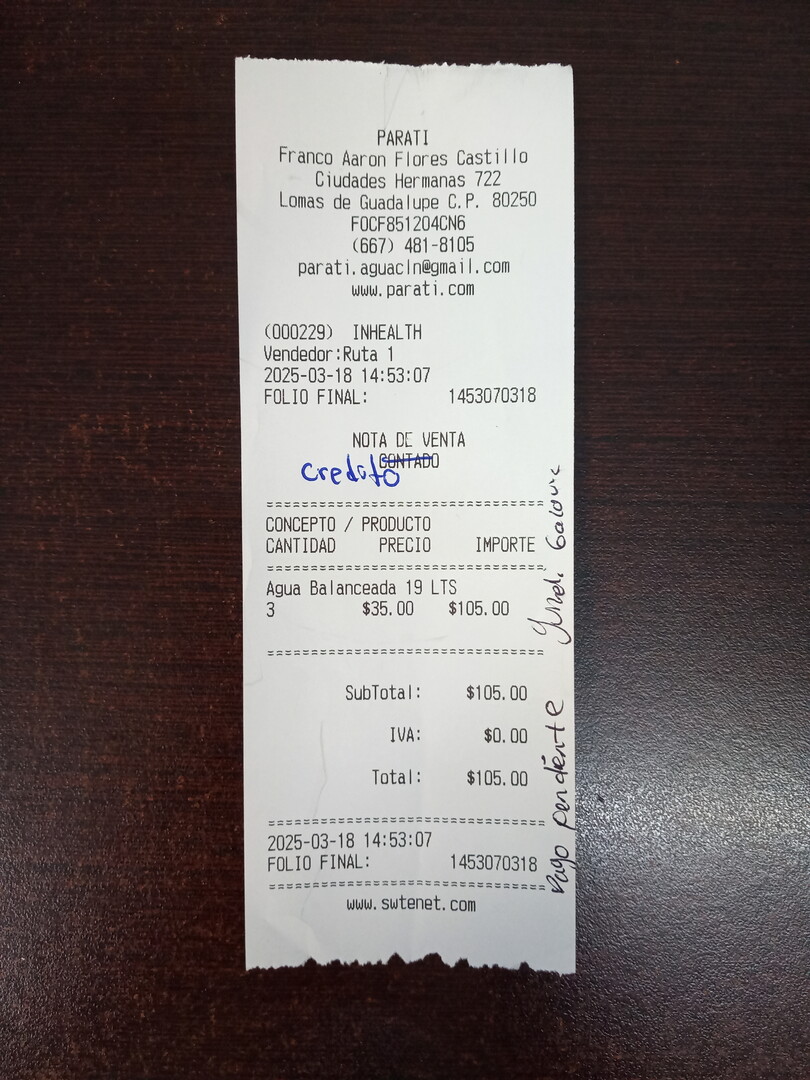 PARATI
Franco Aaron Flores Castillo
Ciudades Hermanas 722
Lomas de Guadalupe C.P. 80250
FOCF851204CN6
(667) 481-8105
parati.aguacln@gmail.com
www.parati.com
(000229) INHEALTH
Vendedor:Ruta 1
2025-03-18 14:53:07
FOLIO FINAL: 1453070318
NOTA DE VENTA
CONTADO
credito
===============================
CONCEPTO / PRODUCTO
CANTIDAD PRECIO IMPORTE
===============================
Agua Balanceada 19 LTS
3 $35.00 $105.00
===============================
SubTotal: $105.00
IVA: $0.00
Total: $105.00
===============================
2025-03-18 14:53:07
FOLIO FINAL: 1453070318
===============================
www.swtenet.com
Pago pendiente